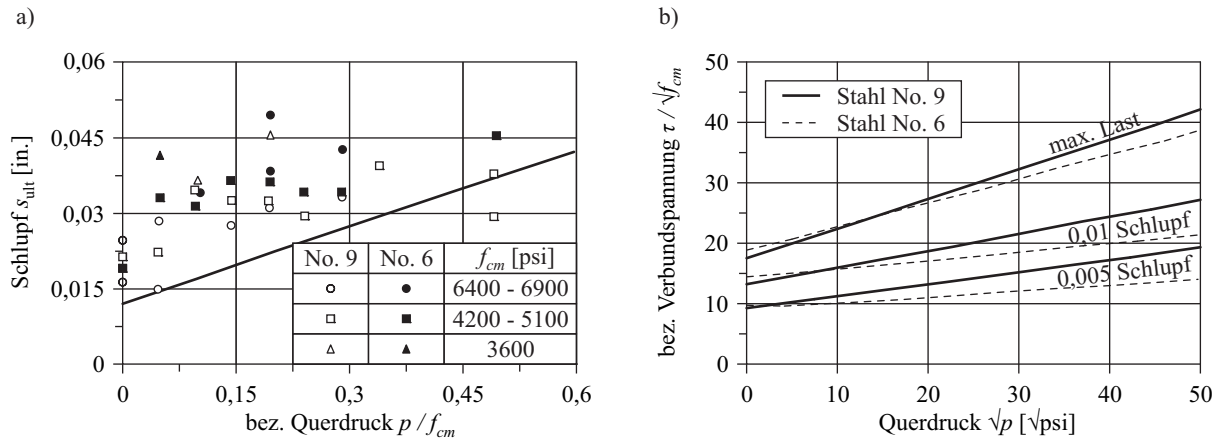 a)
Schlupf s_ult [in.]
0,06
0,045
0,03
0,015
0
No. 9 No. 6 f_cm [psi]
6400 - 6900
4200 - 5100
3600
0 0,15 0,3 0,45 0,6
bez. Querdruck p / f_cm
b)
bez. Verbundspannung τ / √f_cm
50
40
30
20
10
0
Stahl No. 9
Stahl No. 6
max. Last
0,01 Schlupf
0,005 Schlupf
0 10 20 30 40 50
Querdruck √p [√psi]